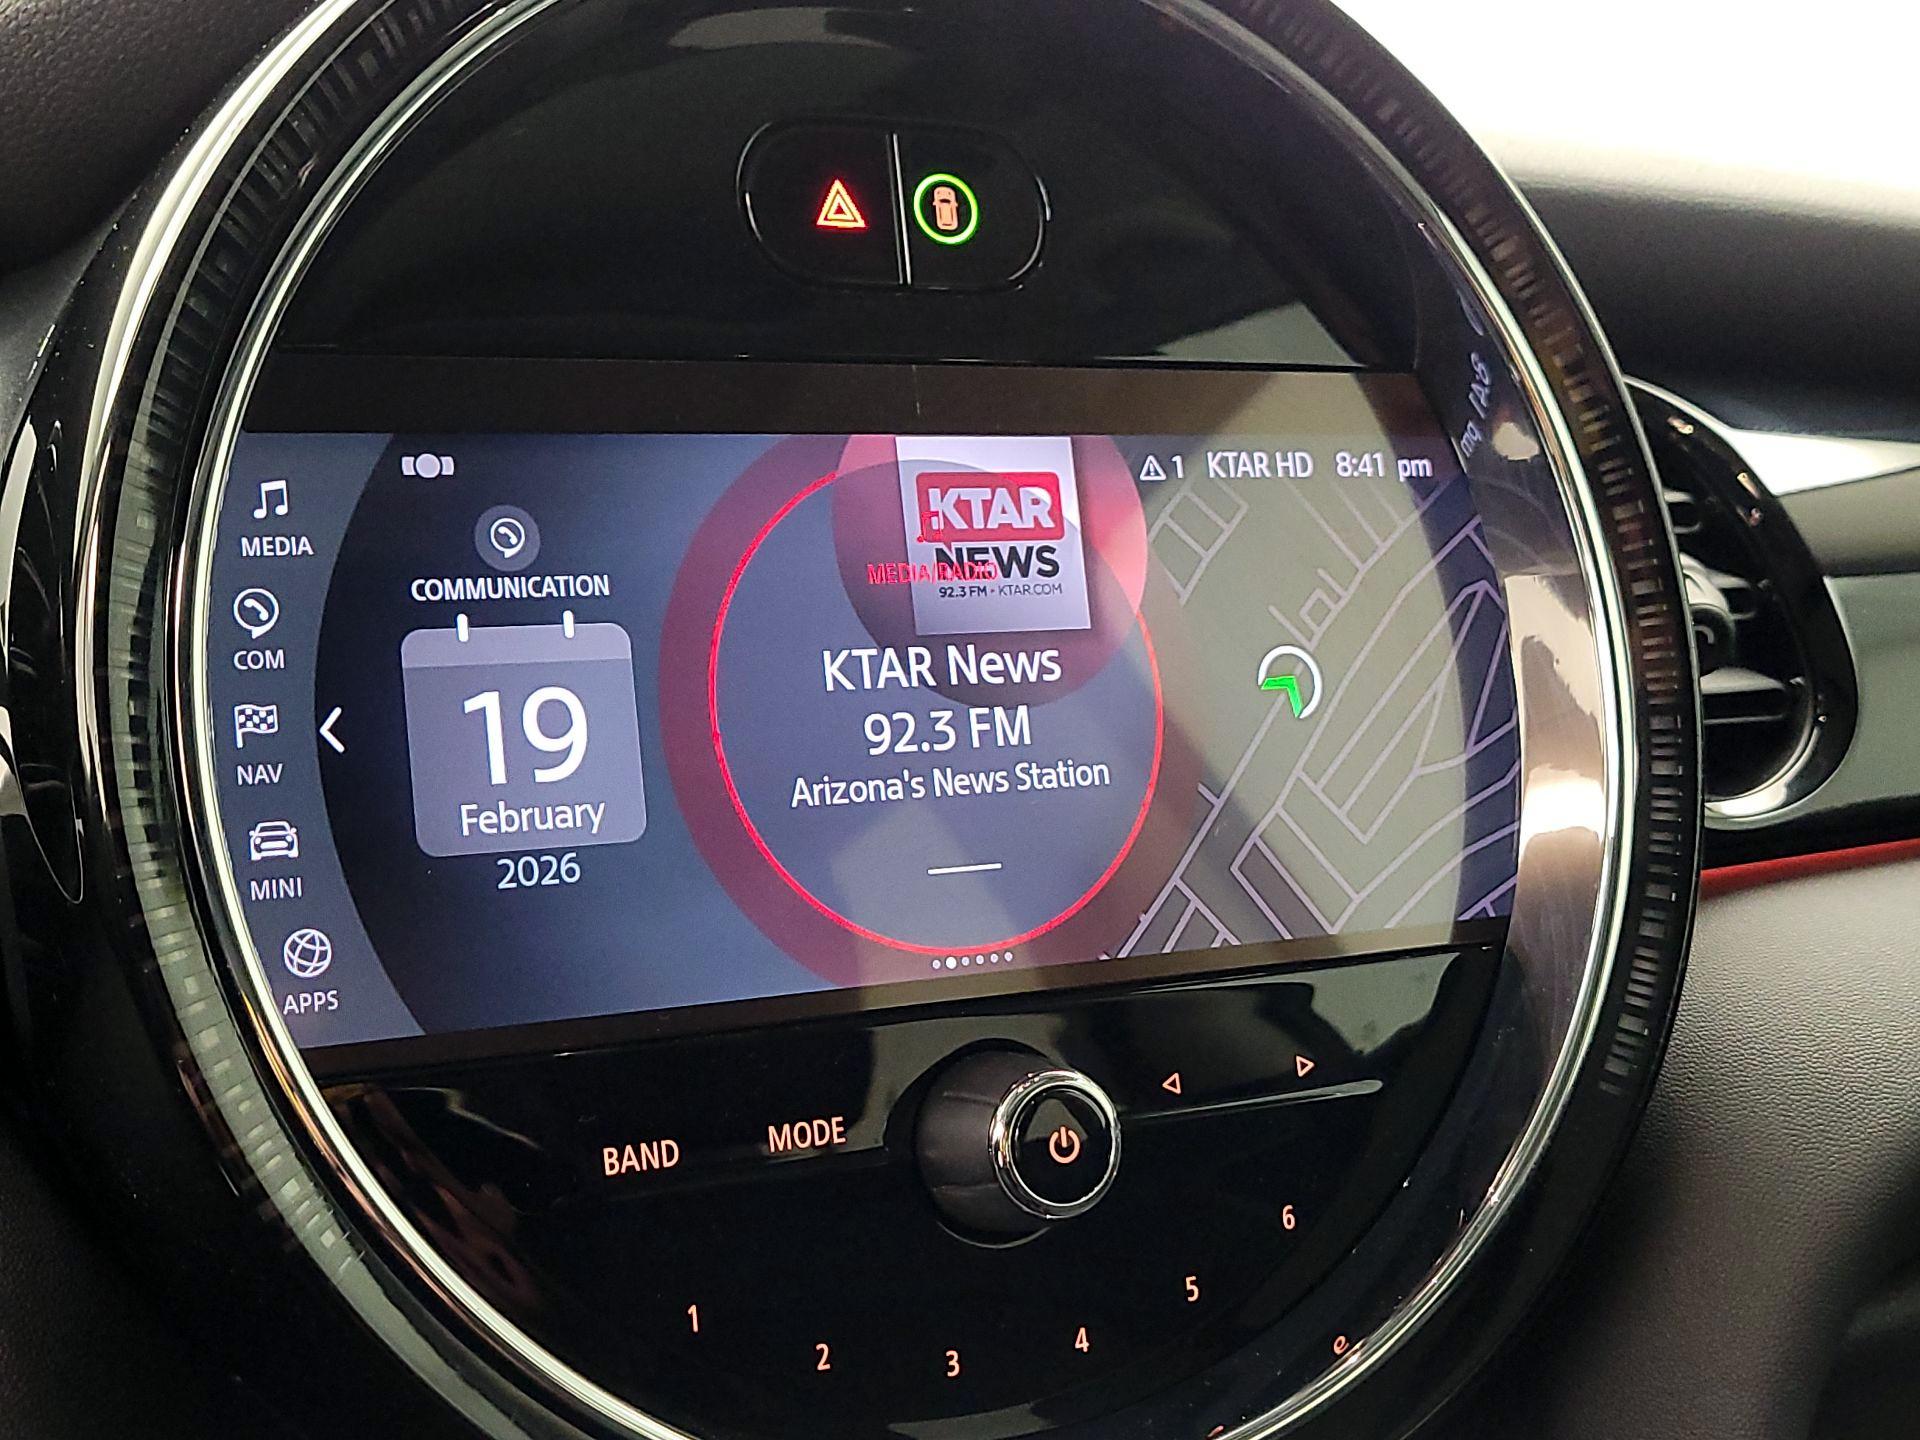 1 KTAR HD 8:41 pm
MEDIA
COM
NAV
MINI
APPS
COMMUNICATION
19
February
2026
KTAR
NEWS
MEDIA/RADIO
92.3 FM • KTAR.COM
KTAR News
92.3 FM
Arizona's News Station
BAND
MODE
1
2
3
4
5
6